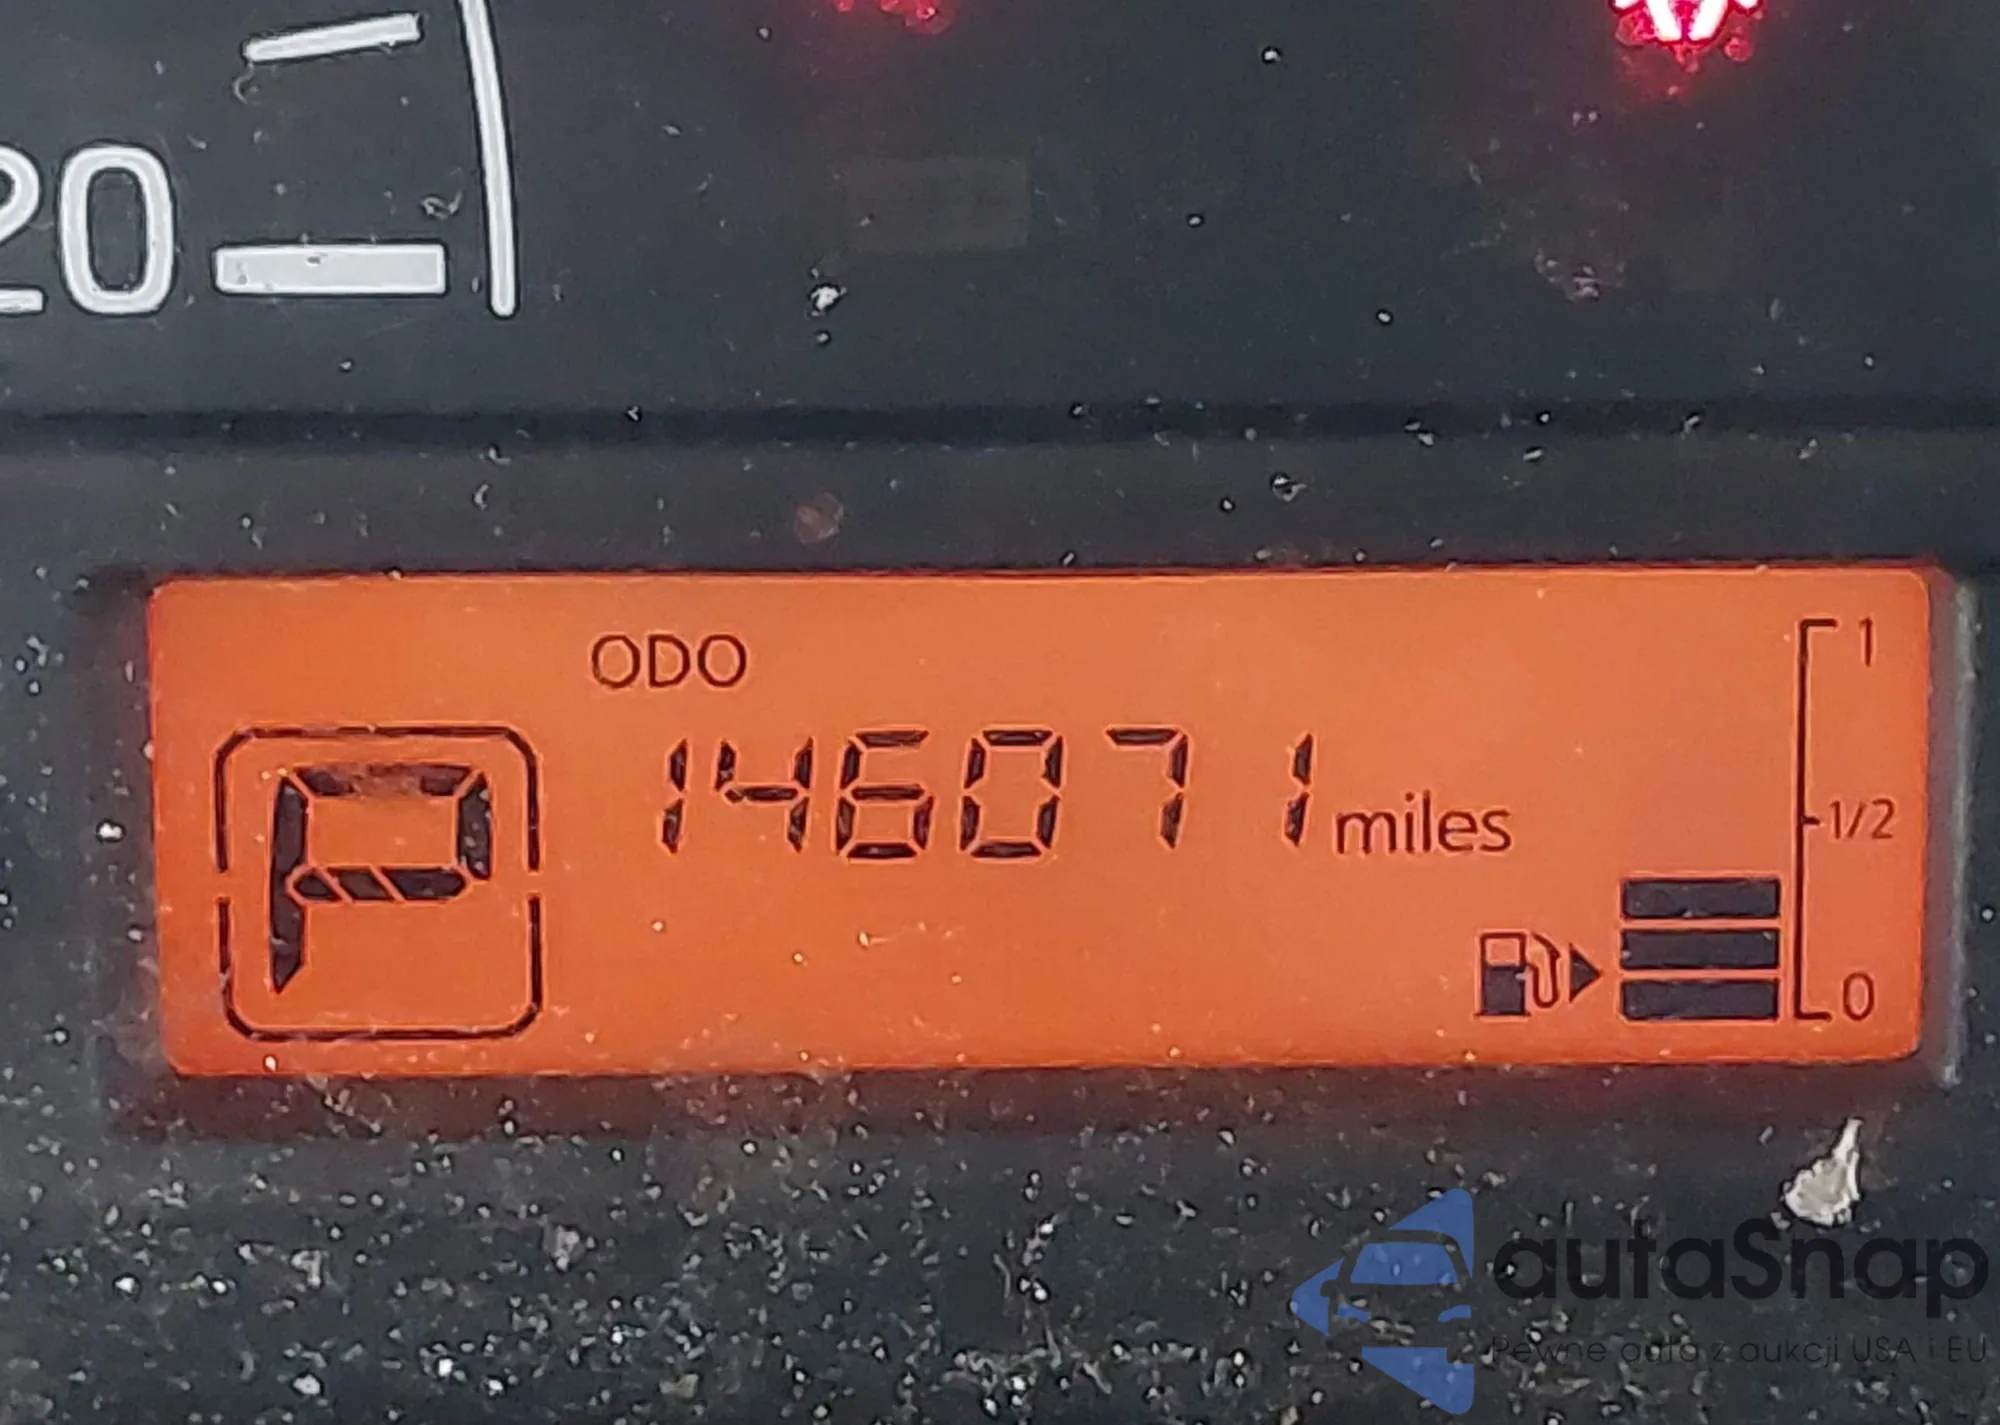 20
ODO
1
P
146071 miles
1/2
0
autaSnap
Pewne auta z aukcji USA i EU